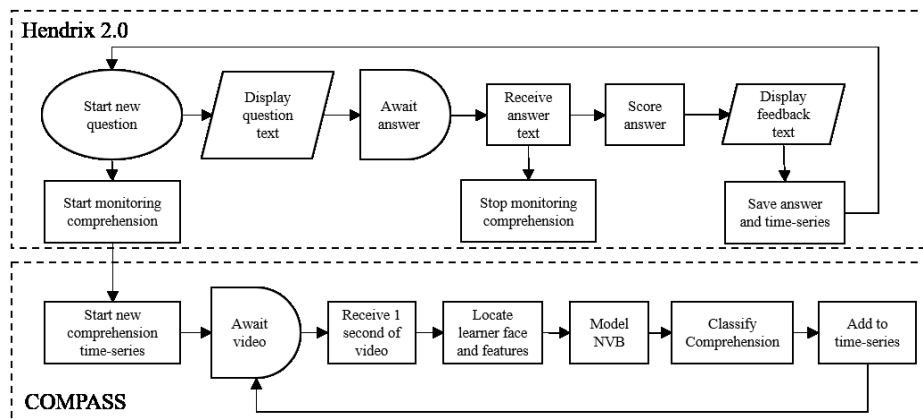 Hendrix 2.0
Start new
question
Display
question
text
Await
answer
Receive
answer
text
Score
answer
Display
feedback
text
Start monitoring
comprehension
Stop monitoring
comprehension
Save answer
and time-series
Start new
comprehension
time-series
Await
video
Receive 1
second of
video
Locate
learner face
and features
Model
NVB
Classify
Comprehension
Add to
time-series
COMPASS